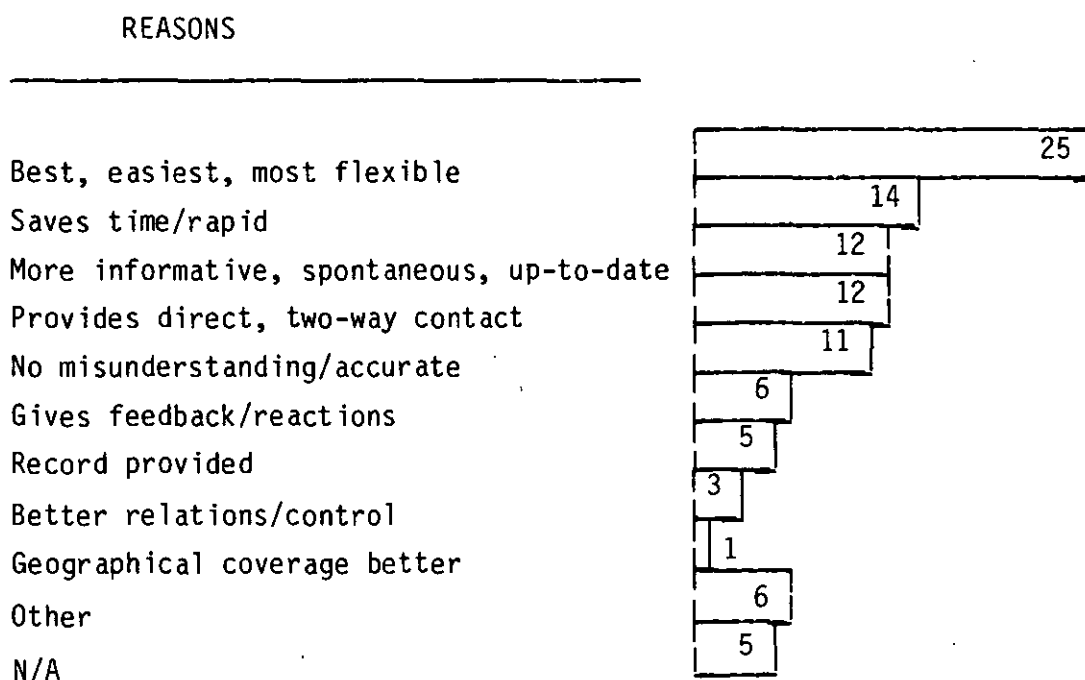 REASONS
Best, easiest, most flexible 25
Saves time/rapid 14
More informative, spontaneous, up-to-date 12
Provides direct, two-way contact 12
No misunderstanding/accurate 11
Gives feedback/reactions 6
Record provided 5
Better relations/control 3
Geographical coverage better 1
Other 6
N/A 5